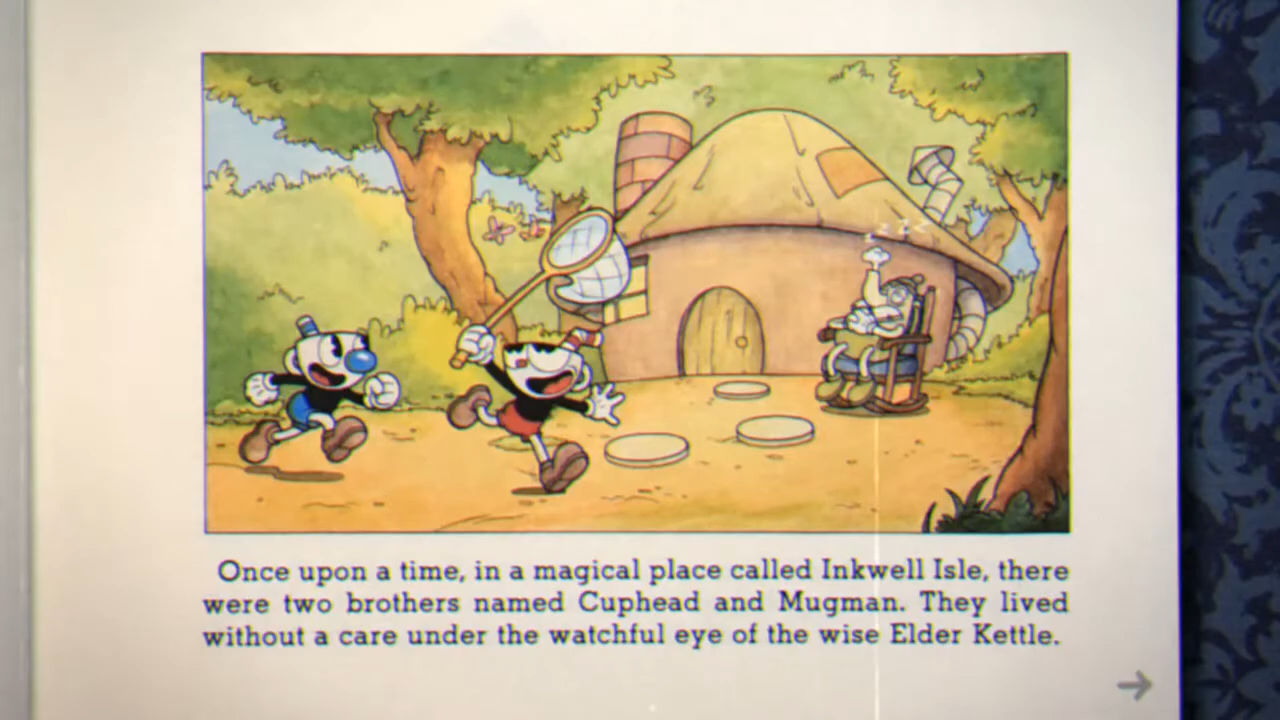 zzzz
Once upon a time, in a magical place called Inkwell Isle, there
were two brothers named Cuphead and Mugman. They lived
without a care under the watchful eye of the wise Elder Kettle.